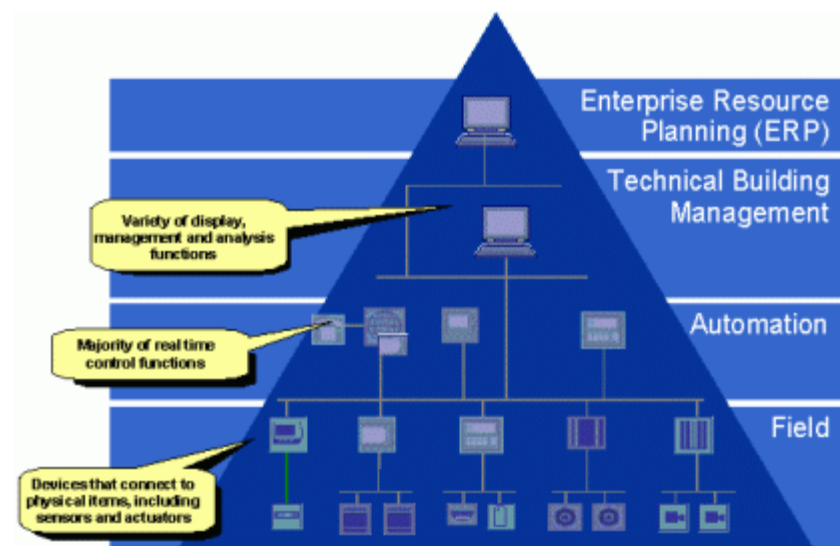 Enterprise Resource
Planning (ERP)
Technical Building
Management
Variety of display,
management and analysis
functions
Automation
Majority of real time
control functions
Field
Devices that connect to
physical items, including
sensors and actuators